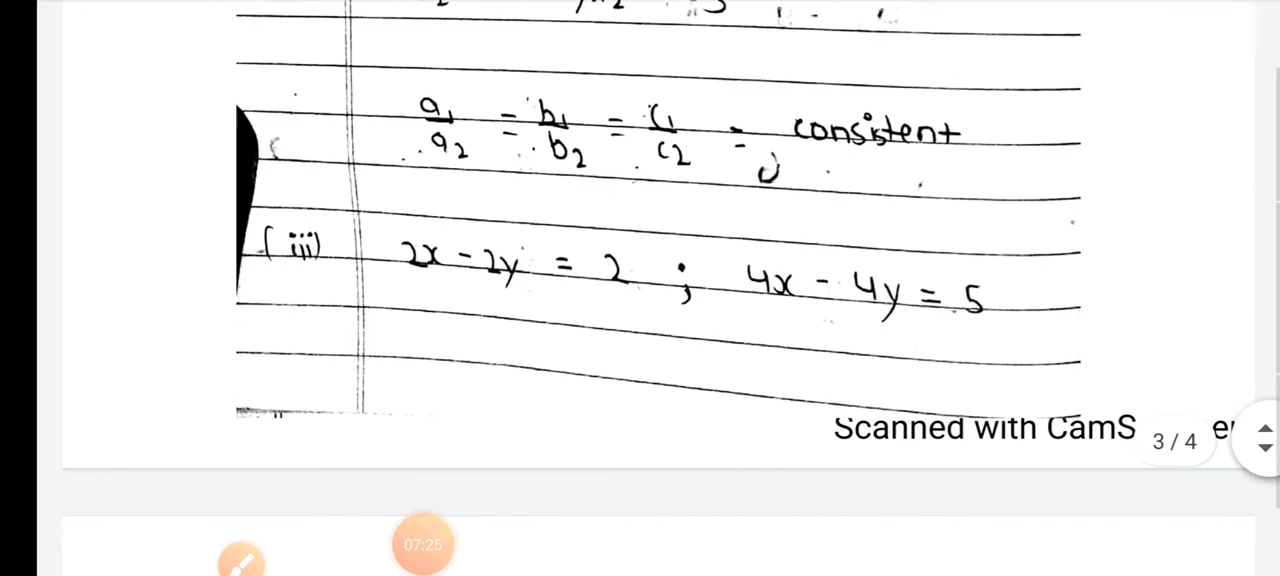 a1/a2 = b1/b2 = c1/c2 = consistent
(iii) 2x - 2y = 2 ; 4x - 4y = 5
Scanned with CamS
3 / 4
07:25